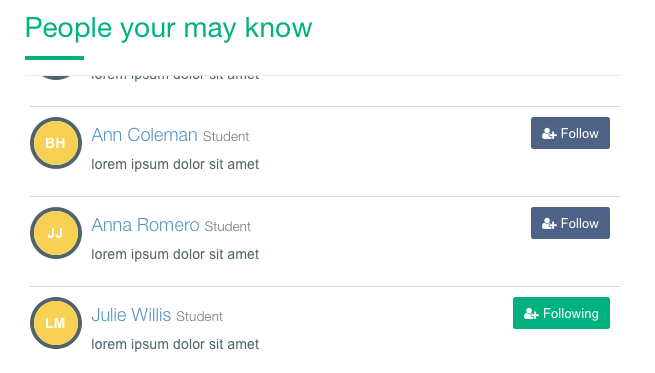 People your may know
lorem ipsum dolor sit amet
BH Ann Coleman Student Follow
lorem ipsum dolor sit amet
JJ Anna Romero Student Follow
lorem ipsum dolor sit amet
LM Julie Willis Student Following
lorem ipsum dolor sit amet